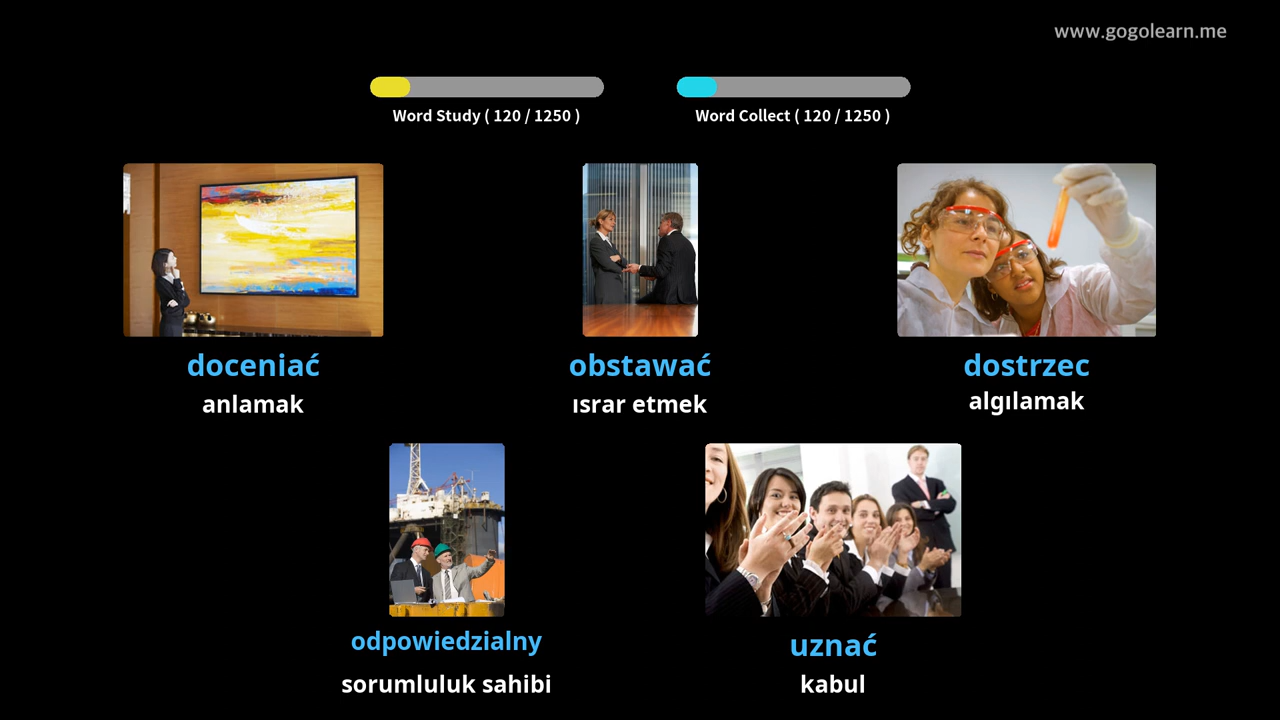 www.gogolearn.me
Word Study ( 120 / 1250 )
Word Collect ( 120 / 1250 )
doceniać
anlamak
obstawać
ısrar etmek
dostrzec
algılamak
odpowiedzialny
sorumluluk sahibi
uznać
kabul